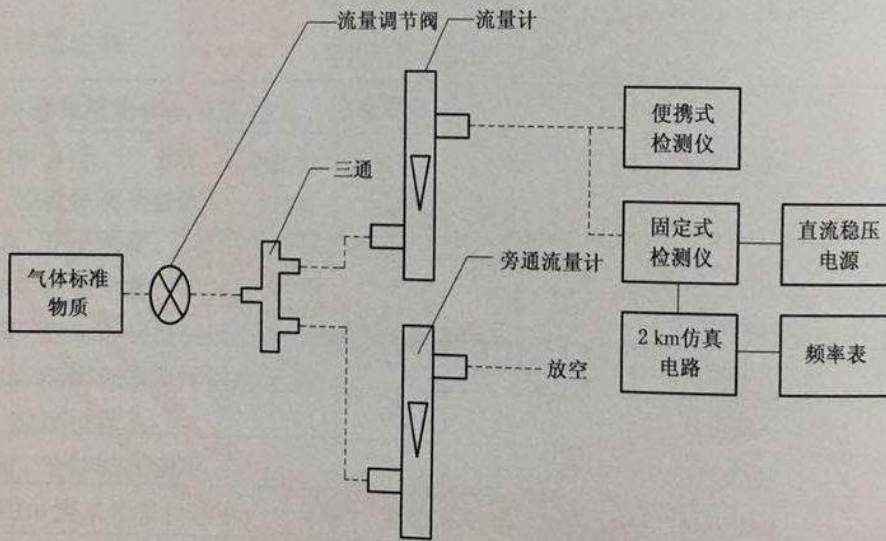 流量调节阀
流量计
便携式
检测仪
三通
固定式
检测仪
直流稳压
电源
气体标准
物质
旁通流量计
2 km仿真
电路
频率表
放空